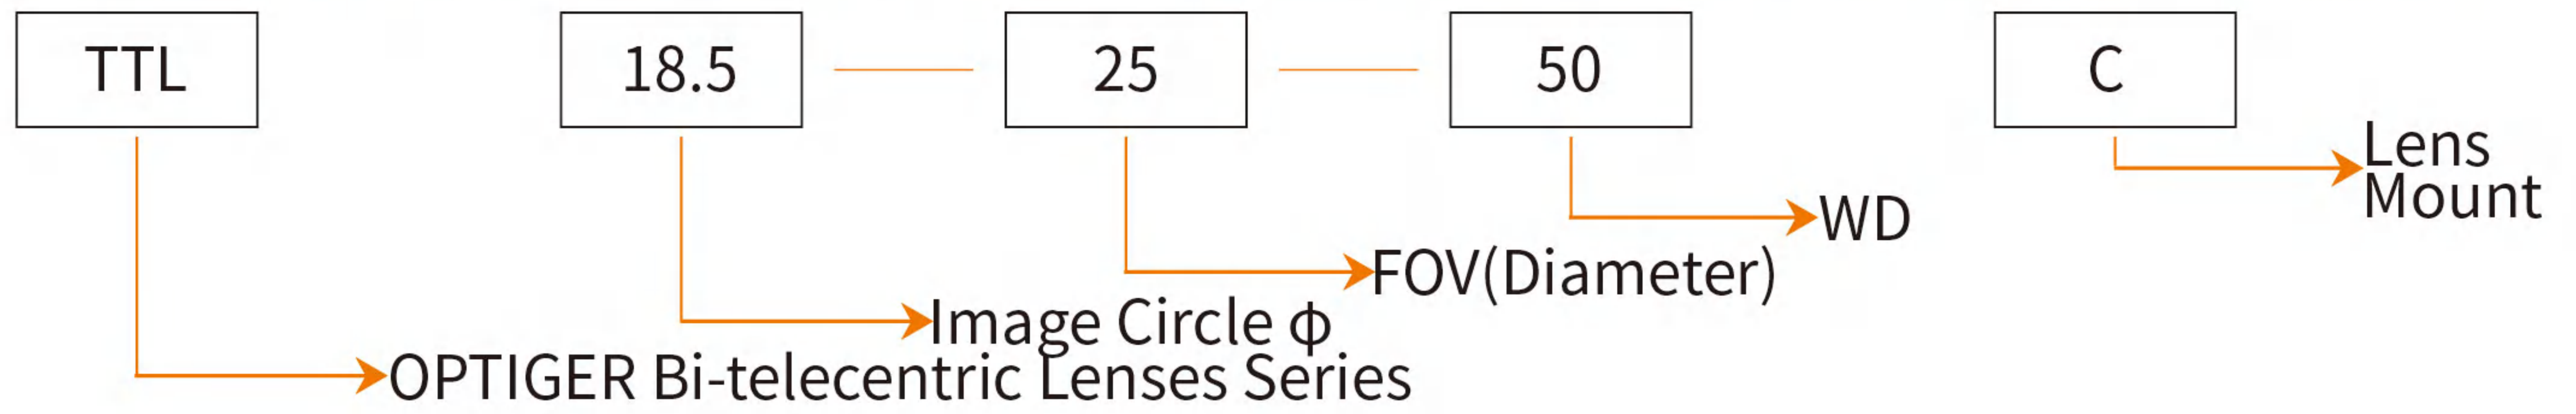 TTL 18.5 25 50 C
Lens
Mount
WD
FOV(Diameter)
Image Circle ф
OPTIGER Bi-telecentric Lenses Series